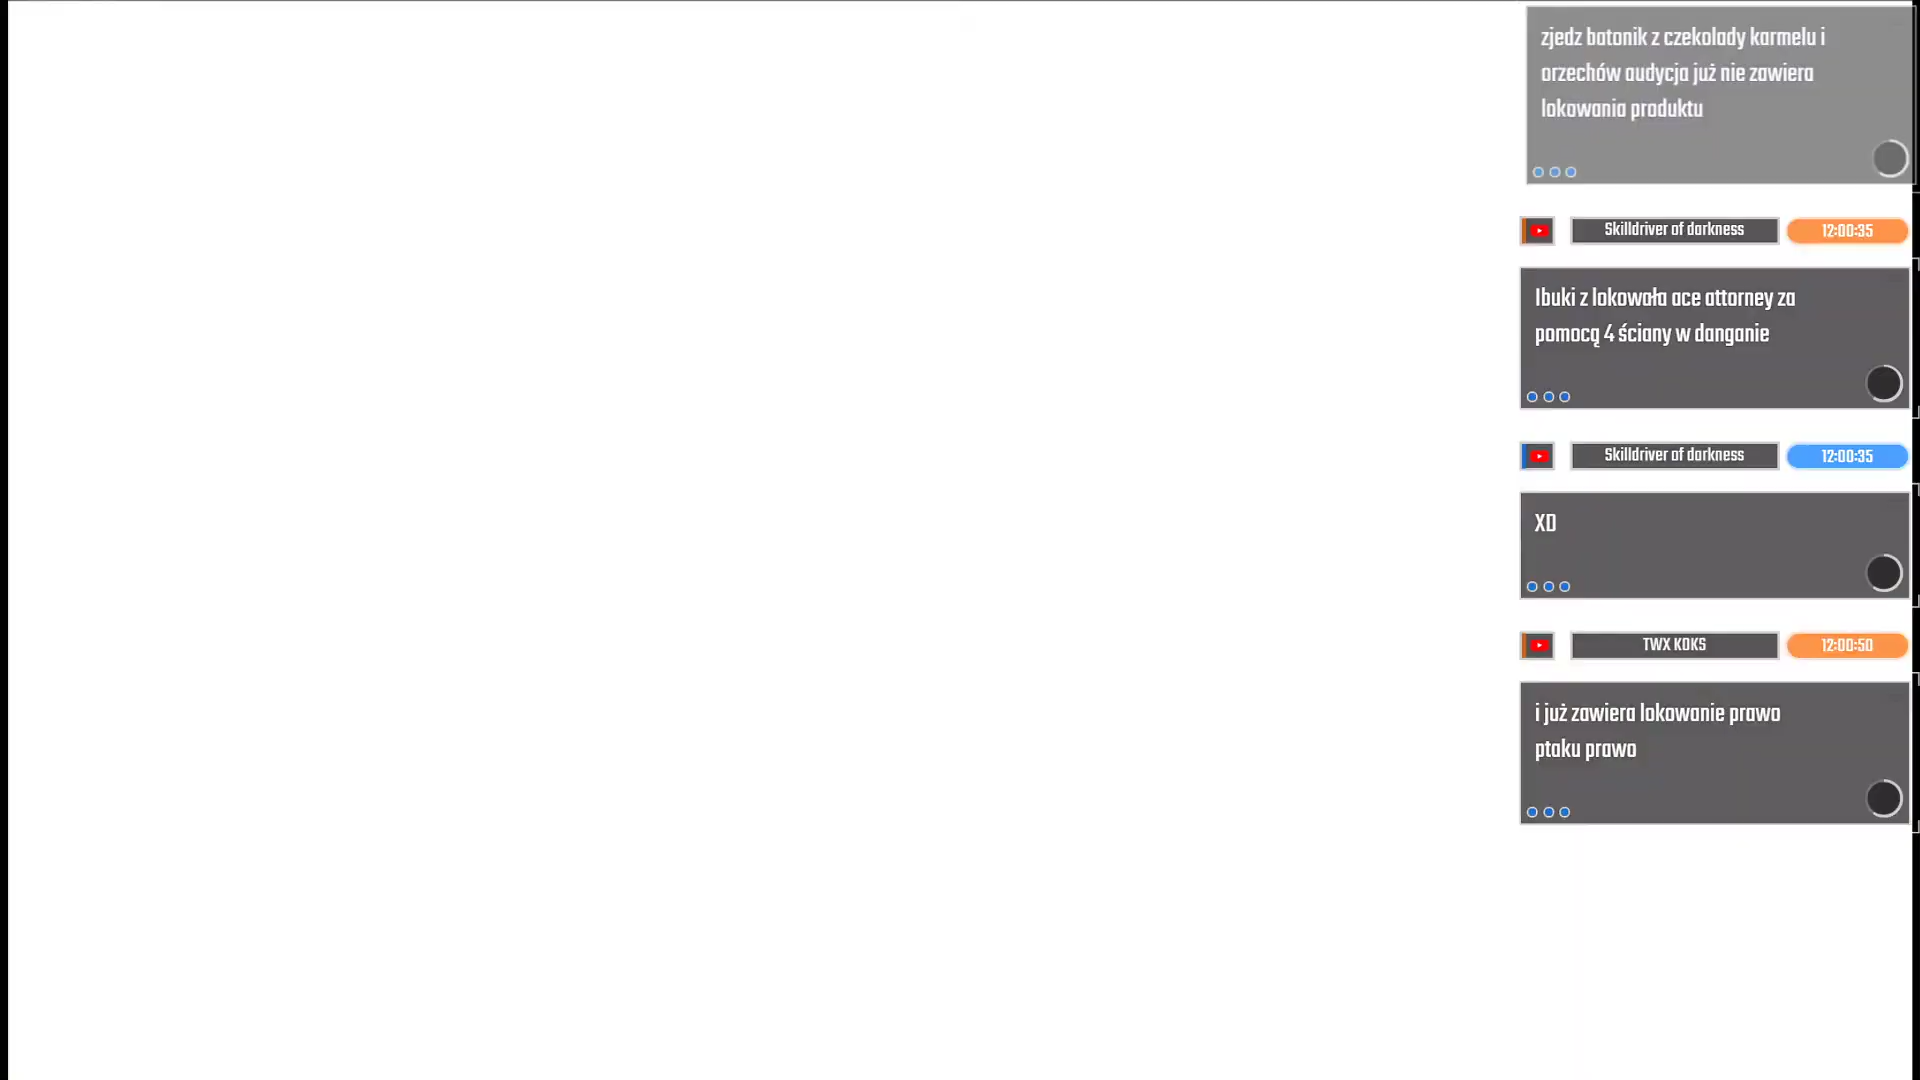 zjedz batonik z czekolady karmelu i
orzechów audycja już nie zawiera
lokowania produktu
Skilldriver of darkness
12:00:35
Ibuki z lokowała ace attorney za
pomocą 4 ściany w danganie
Skilldriver of darkness
12:00:35
XD
TWX KOKS
12:00:50
i już zawiera lokowanie prawo
ptaku prawo